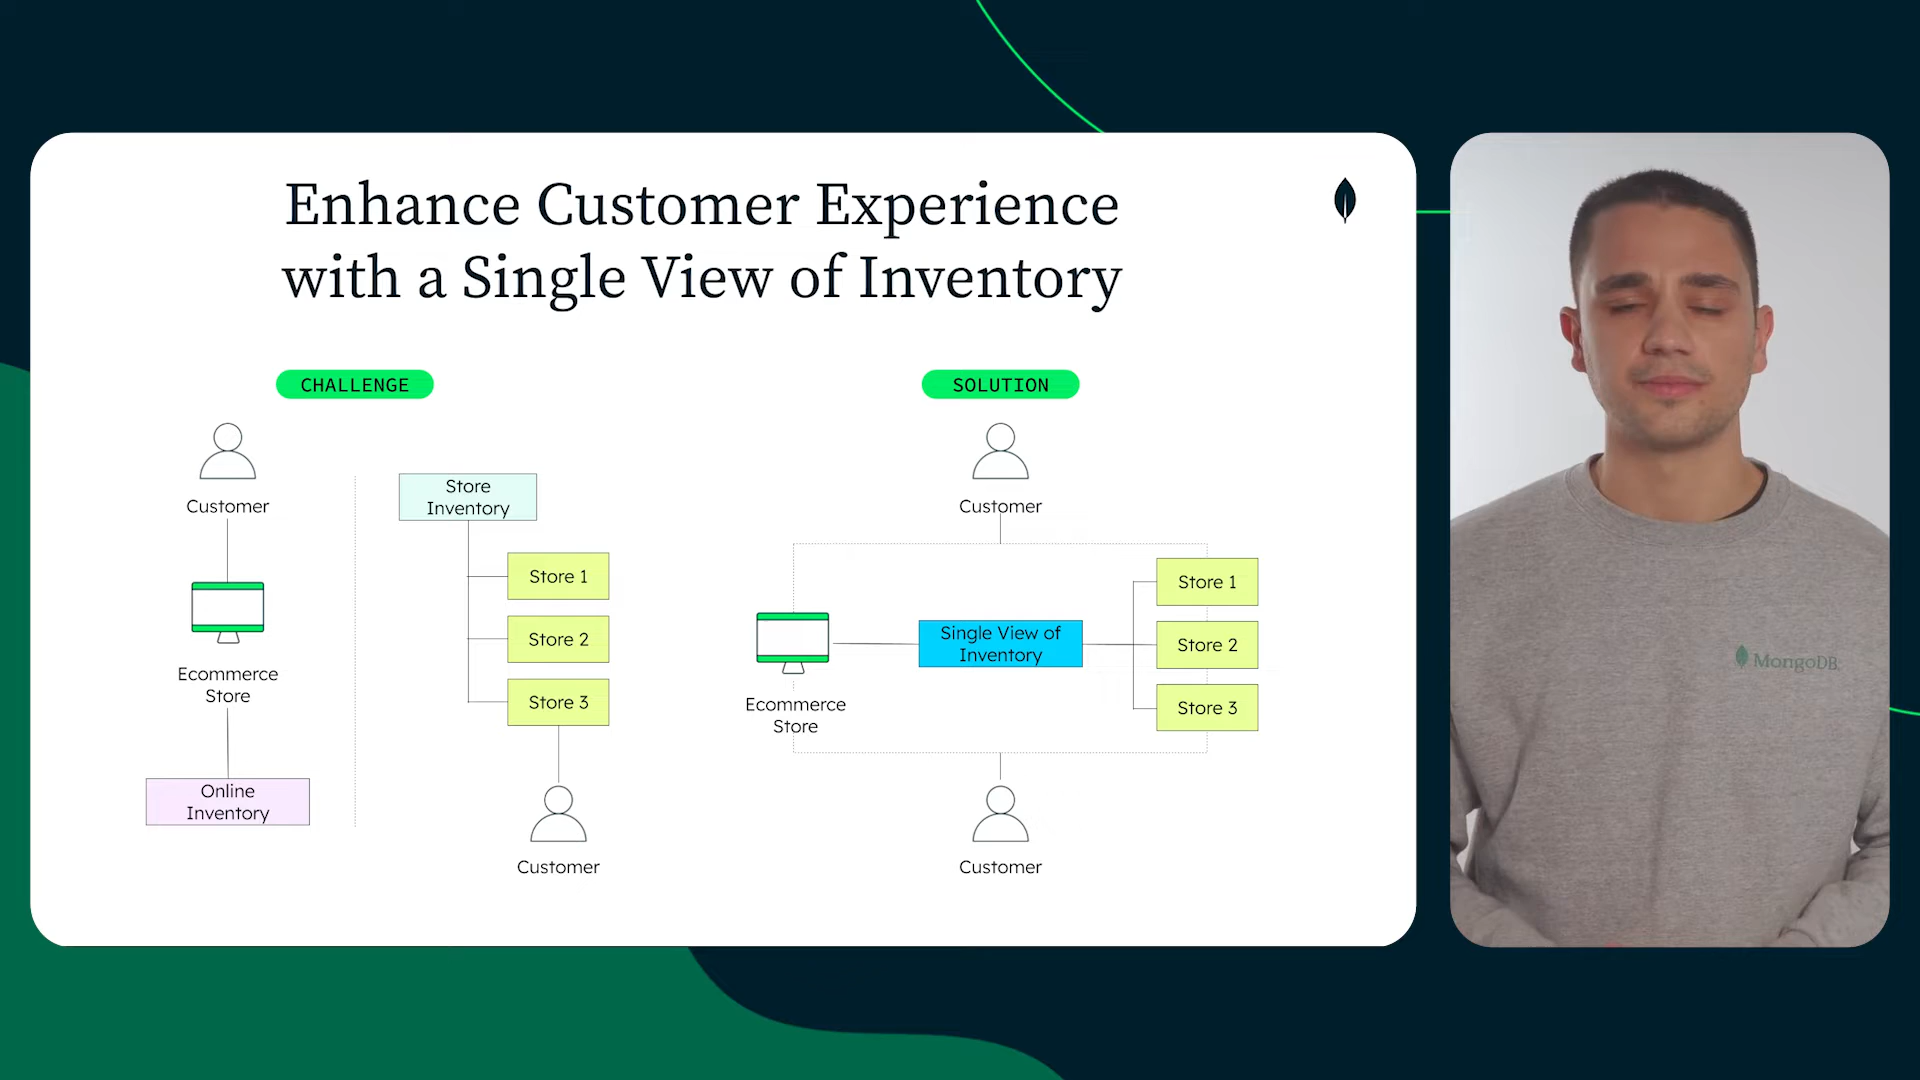 Enhance Customer Experience
with a Single View of Inventory
CHALLENGE
Customer
Ecommerce
Store
Online
Inventory
Store
Inventory
Store 1
Store 2
Store 3
Customer
SOLUTION
Customer
Ecommerce
Store
Single View of
Inventory
Store 1
Store 2
Store 3
Customer
MongoDB